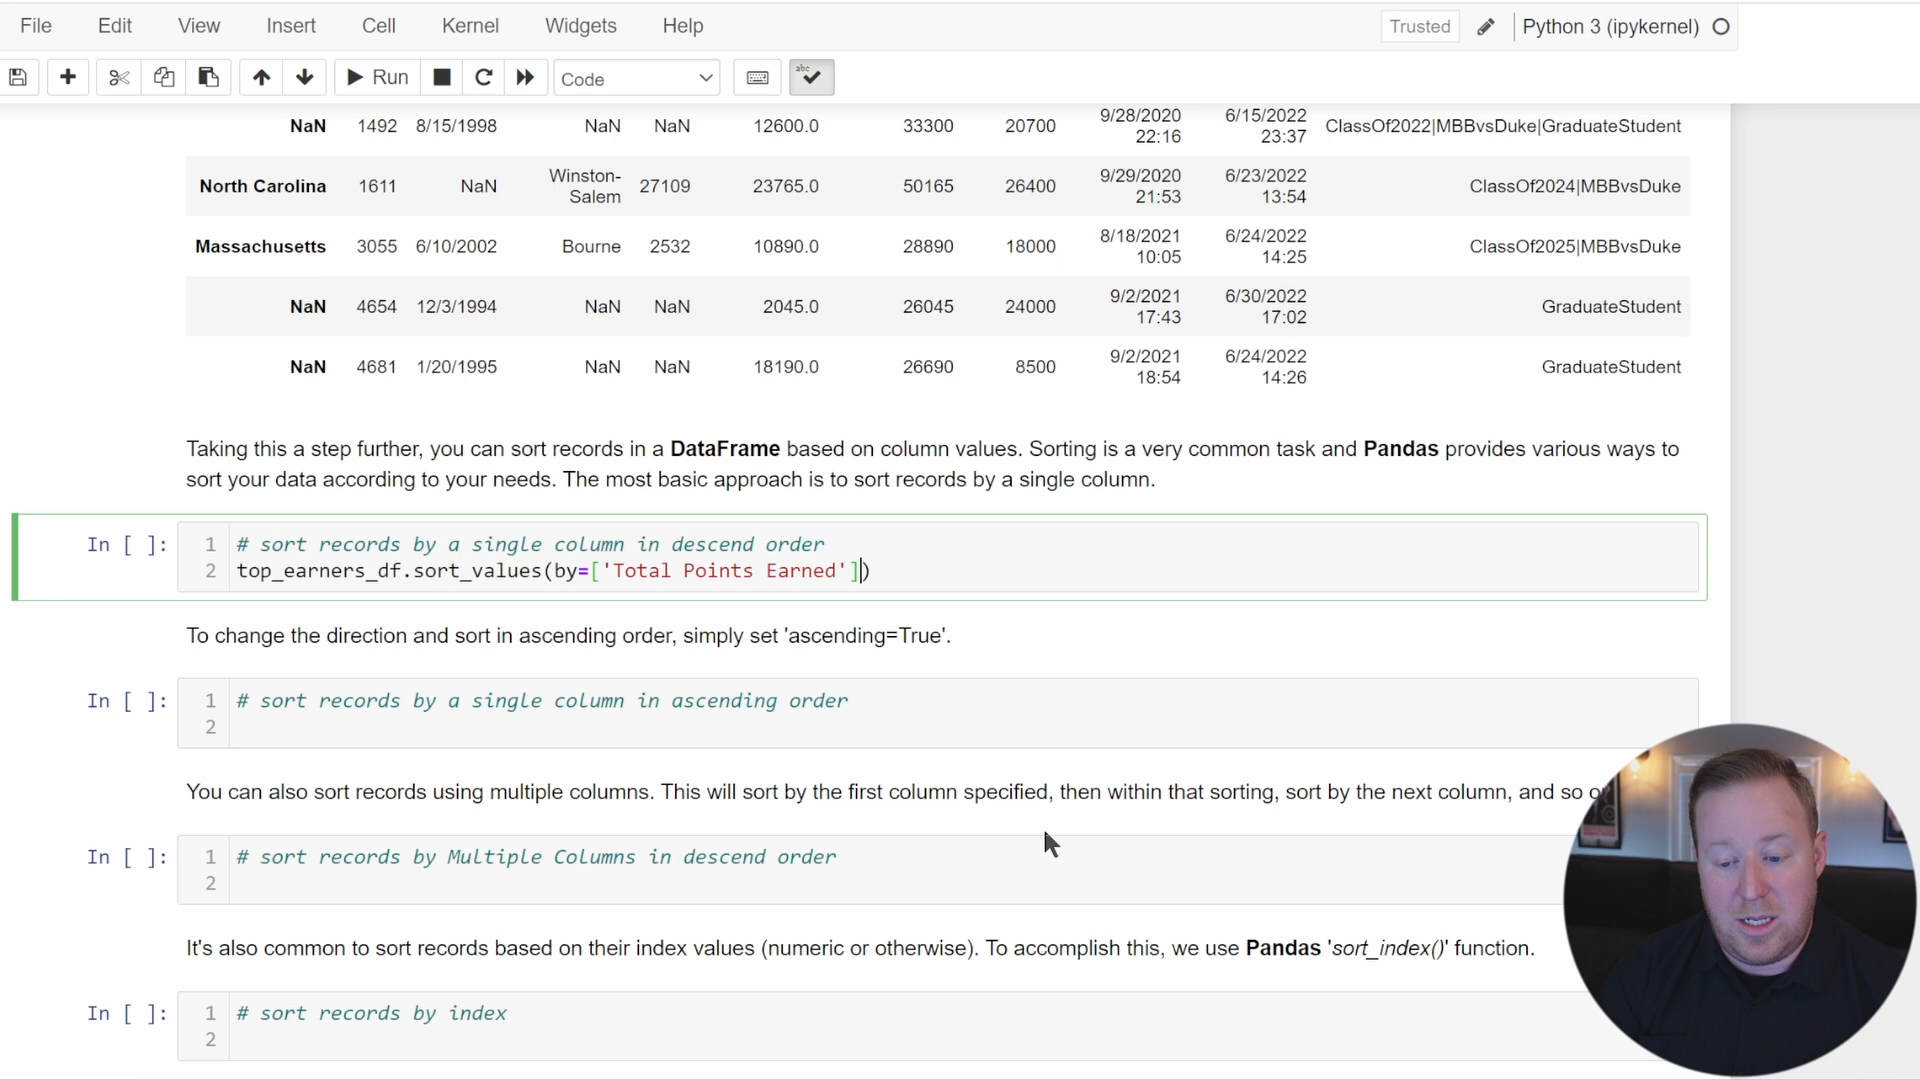 File Edit View Insert Cell Kernel Widgets Help Trusted Python 3 (ipykernel)
Run Code abc
NaN 1492 8/15/1998 NaN NaN 12600.0 33300 20700 9/28/2020 22:16 6/15/2022 23:37 ClassOf2022|MBBvsDuke|GraduateStudent
North Carolina 1611 NaN Winston-Salem 27109 23765.0 50165 26400 9/29/2020 21:53 6/23/2022 13:54 ClassOf2024|MBBvsDuke
Massachusetts 3055 6/10/2002 Bourne 2532 10890.0 28890 18000 8/18/2021 10:05 6/24/2022 14:25 ClassOf2025|MBBvsDuke
NaN 4654 12/3/1994 NaN NaN 2045.0 26045 24000 9/2/2021 17:43 6/30/2022 17:02 GraduateStudent
NaN 4681 1/20/1995 NaN NaN 18190.0 26690 8500 9/2/2021 18:54 6/24/2022 14:26 GraduateStudent
Taking this a step further, you can sort records in a DataFrame based on column values. Sorting is a very common task and Pandas provides various ways to
sort your data according to your needs. The most basic approach is to sort records by a single column.
In [ ]: 1 # sort records by a single column in descend order
2 top_earners_df.sort_values(by=['Total Points Earned'])
To change the direction and sort in ascending order, simply set 'ascending=True'.
In [ ]: 1 # sort records by a single column in ascending order
2
You can also sort records using multiple columns. This will sort by the first column specified, then within that sorting, sort by the next column, and so
In [ ]: 1 # sort records by Multiple Columns in descend order
2
It's also common to sort records based on their index values (numeric or otherwise). To accomplish this, we use Pandas 'sort_index()' function.
In [ ]: 1 # sort records by index
2